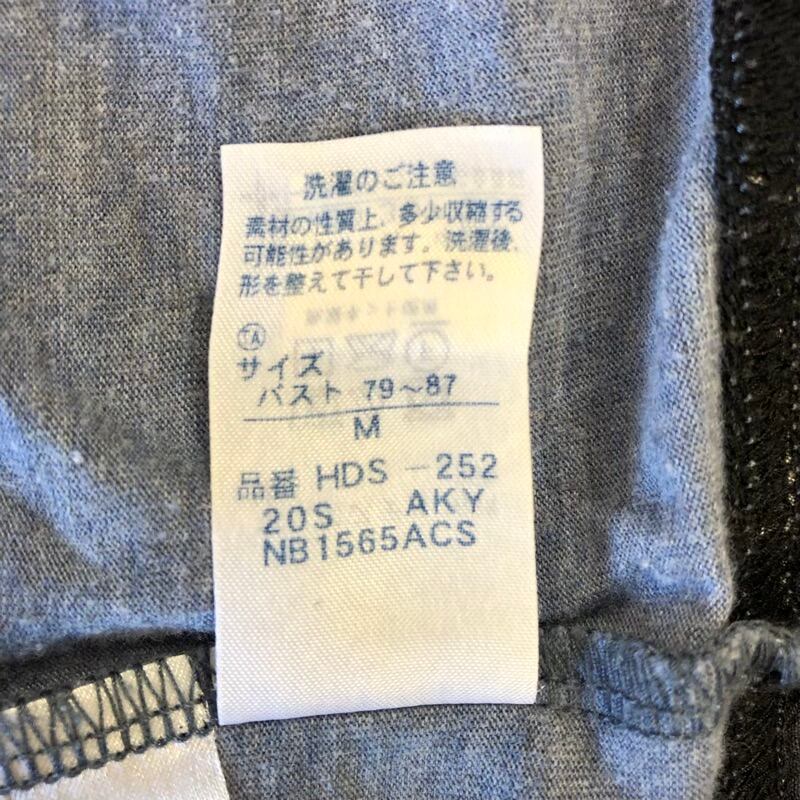 洗濯のご注意
素材の性質上、多少収縮する
可能性があります。洗濯後、
形を整えて干して下さい。
TA
サイズ
バスト 79〜87
M
品番 HDS -252
20S AKY
NB1565ACS